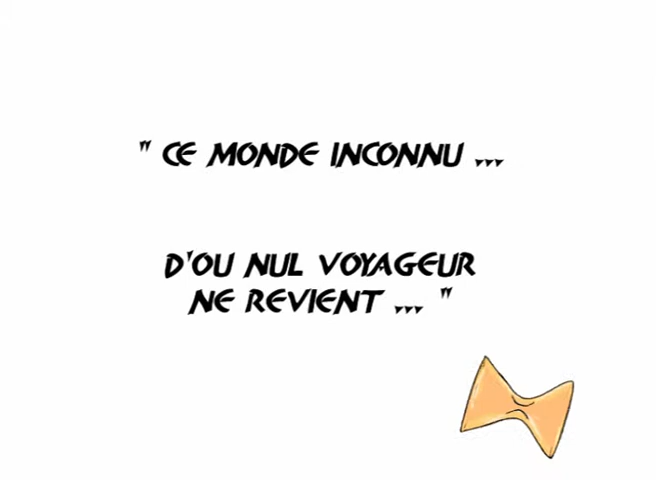 " CE MONDE INCONNU ...
D'OU NUL VOYAGEUR
NE REVIENT ... "